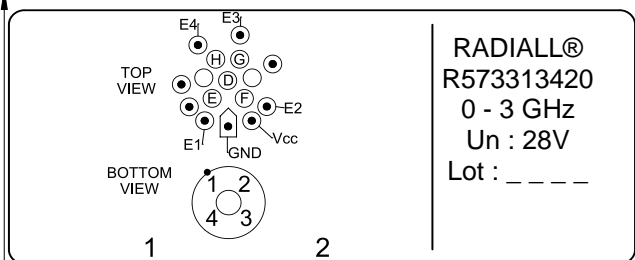 E4
E3
H G
TOP
VIEW
D
E F
E2
E1
Vcc
GND
BOTTOM
VIEW
1 2
4 3
1 2
RADIALL®
R573313420
0 - 3 GHz
Un : 28V
Lot : _ _ _ _